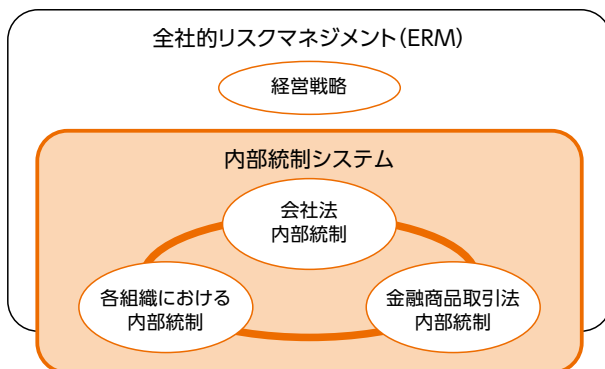 全社的リスクマネジメント（ERM）
経営戦略
内部統制システム
会社法
内部統制
各組織における
内部統制
金融商品取引法
内部統制